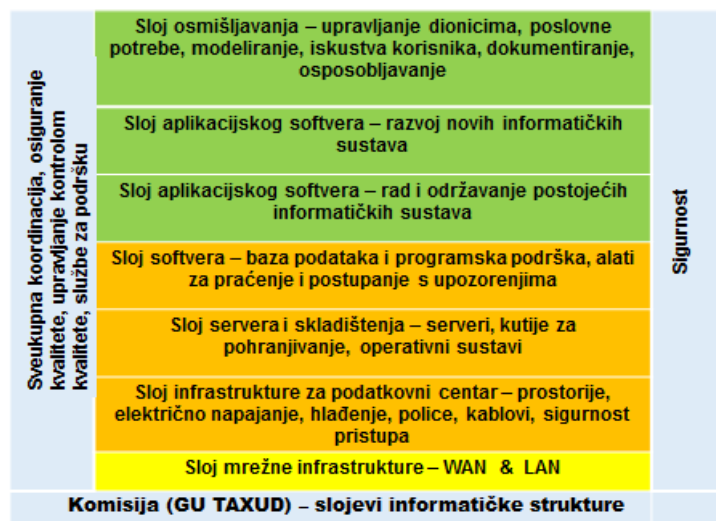 Sveukupna koordinacija, osiguranje
kvalitete, upravljanje kontrolom
kvalitete, službe za podršku
Sloj osmišljavanja – upravljanje dionicima, poslovne
potrebe, modeliranje, iskustva korisnika, dokumentiranje,
osposobljavanje
Sloj aplikacijskog softvera – razvoj novih informatičkih
sustava
Sloj aplikacijskog softvera – rad i održavanje postojećih
informatičkih sustava
Sloj softvera – baza podataka i programska podrška, alati
za praćenje i postupanje s upozorenjima
Sloj servera i skladištenja – serveri, kutije za
pohranjivanje, operativni sustavi
Sloj infrastrukture za podatkovni centar – prostorije,
električno napajanje, hlađenje, police, kablovi, sigurnost
pristupa
Sloj mrežne infrastrukture – WAN & LAN
Sigurnost
Komisija (GU TAXUD) – slojevi informatičke strukture